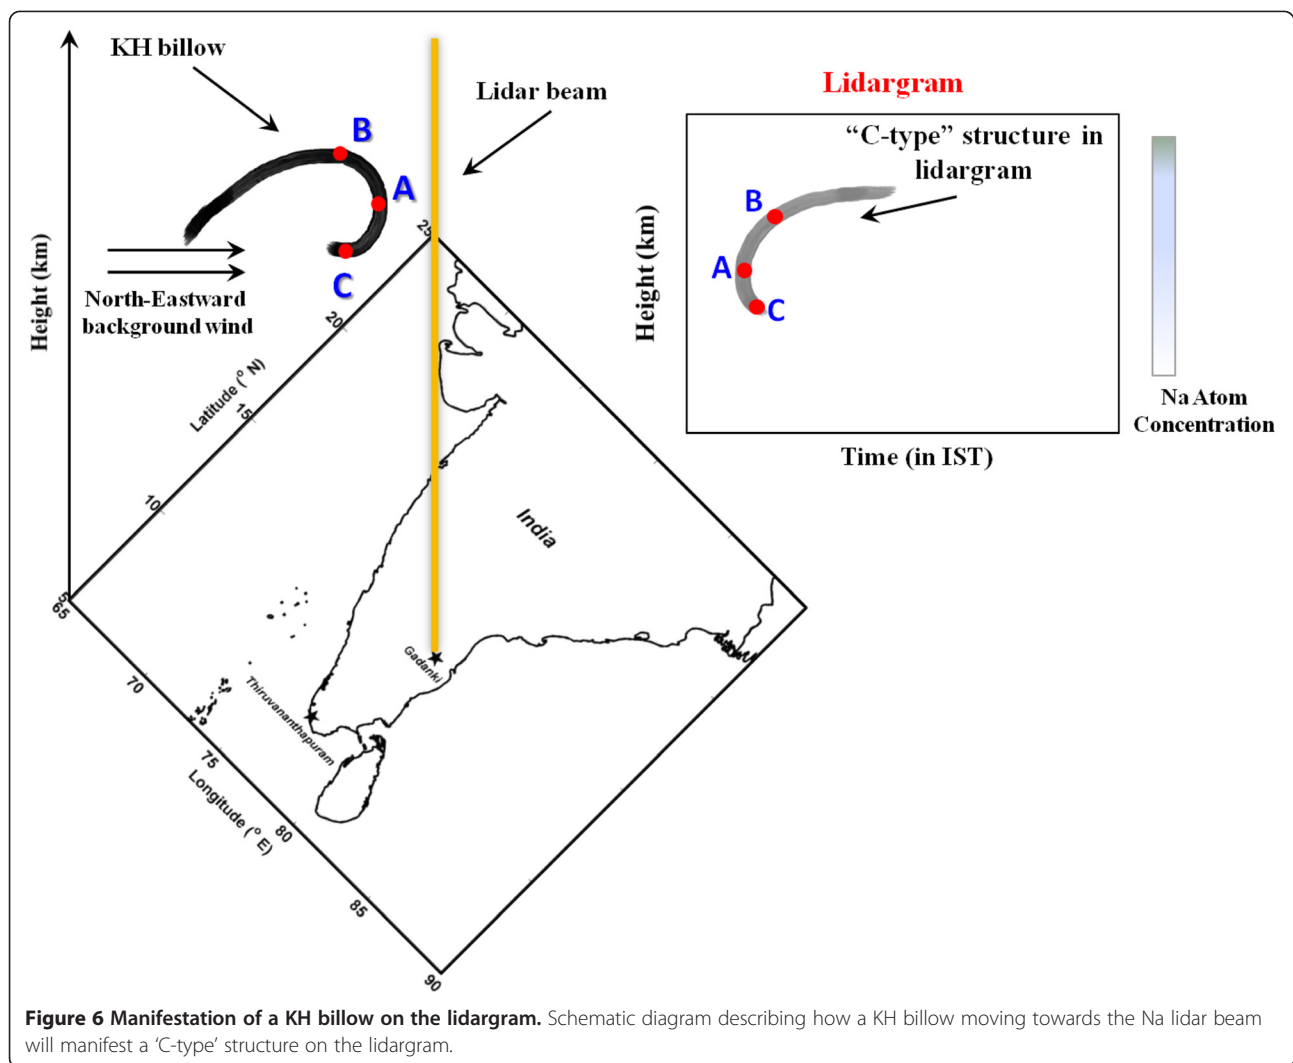 KH billow
Lidar beam
B
A
C
North-Eastward
background wind
Height (km)
Lidargram
“C-type” structure in
lidargram
B
A
C
Height (km)
Time (in IST)
Na Atom
Concentration
25
20
15
10
5
Latitude (° N)
65
70
75
80
85
90
Longitude (° E)
India
Gadanki
Thiruvananthapuram
Figure 6 Manifestation of a KH billow on the lidargram. Schematic diagram describing how a KH billow moving towards the Na lidar beam
will manifest a ‘C-type’ structure on the lidargram.